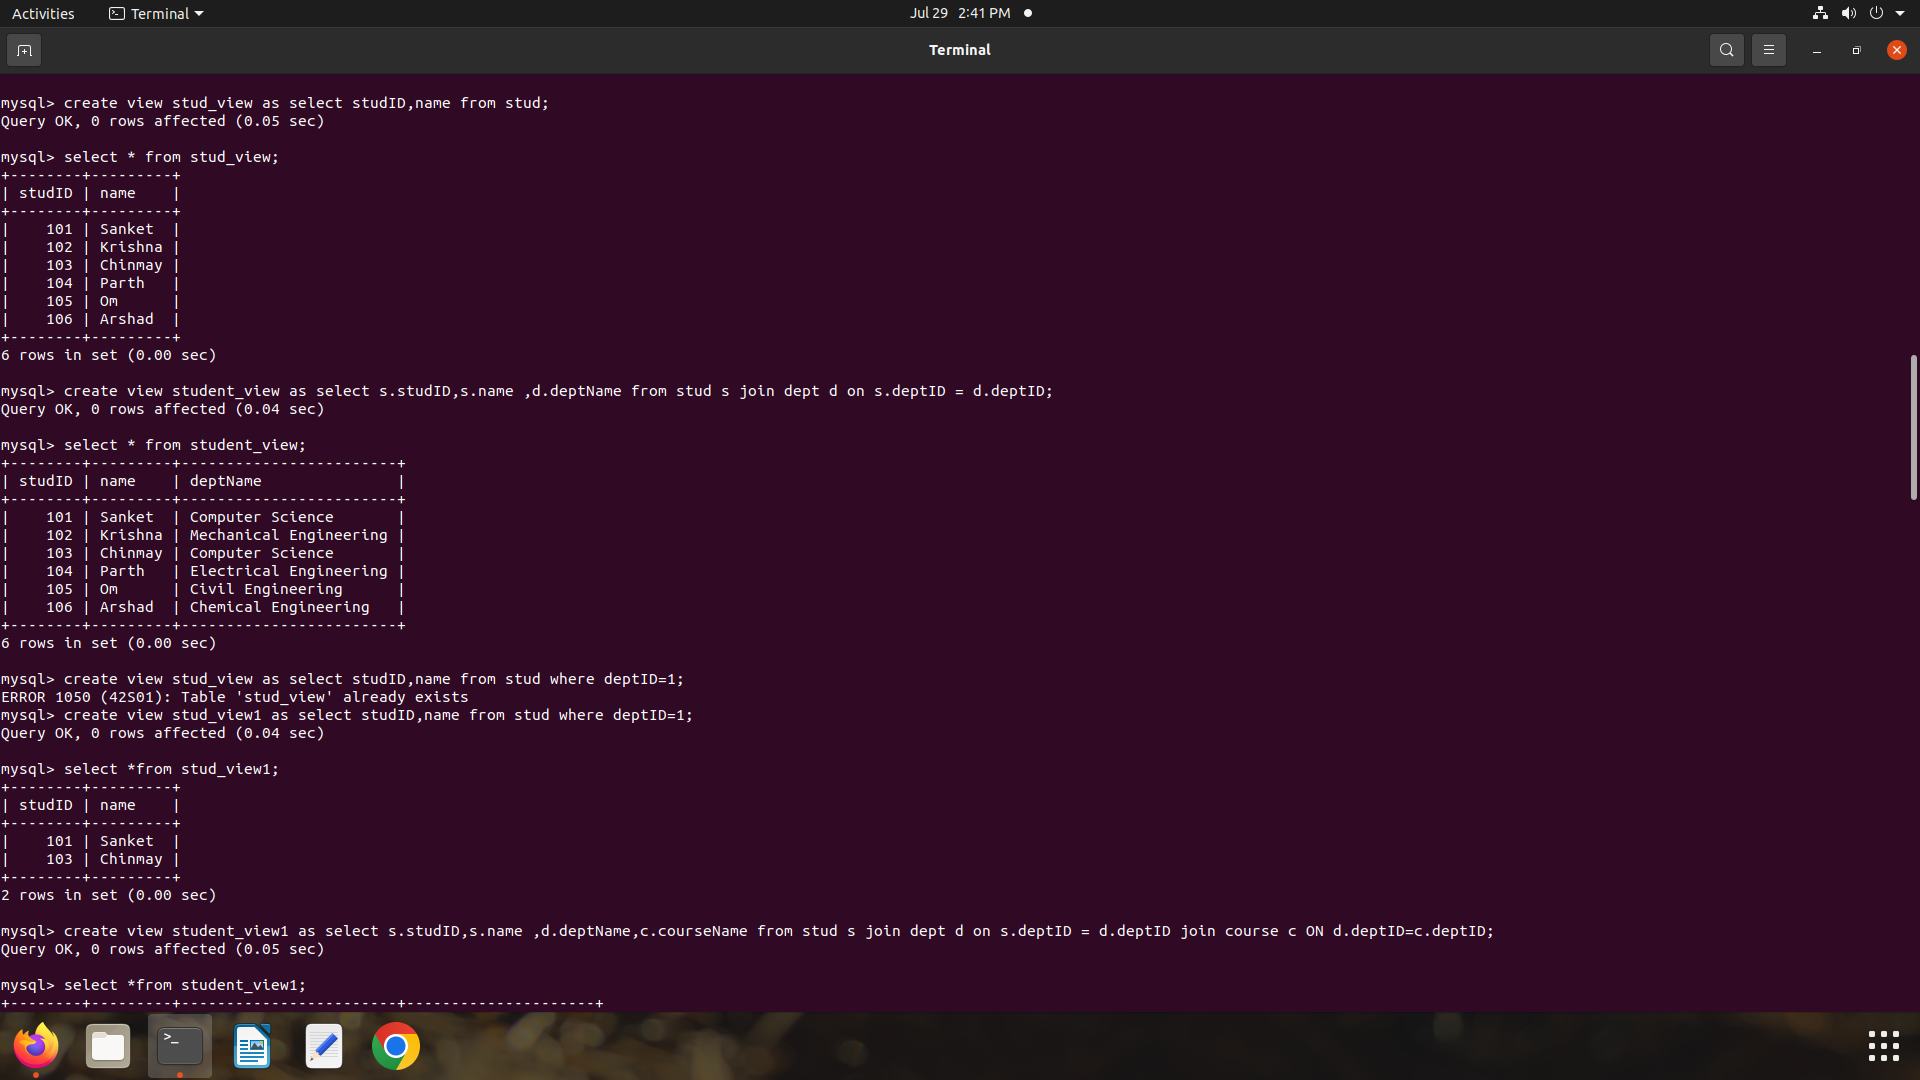 Activities Terminal Jul 29 2:41 PM
Terminal
mysql> create view stud_view as select studID,name from stud;
Query OK, 0 rows affected (0.05 sec)
mysql> select * from stud_view;
+--------+---------+
| studID | name    |
+--------+---------+
|    101 | Sanket  |
|    102 | Krishna |
|    103 | Chinmay |
|    104 | Parth   |
|    105 | Om      |
|    106 | Arshad  |
+--------+---------+
6 rows in set (0.00 sec)
mysql> create view student_view as select s.studID,s.name ,d.deptName from stud s join dept d on s.deptID = d.deptID;
Query OK, 0 rows affected (0.04 sec)
mysql> select * from student_view;
+--------+---------+------------------------+
| studID | name    | deptName               |
+--------+---------+------------------------+
|    101 | Sanket  | Computer Science       |
|    102 | Krishna | Mechanical Engineering |
|    103 | Chinmay | Computer Science       |
|    104 | Parth   | Electrical Engineering |
|    105 | Om      | Civil Engineering      |
|    106 | Arshad  | Chemical Engineering   |
+--------+---------+------------------------+
6 rows in set (0.00 sec)
mysql> create view stud_view as select studID,name from stud where deptID=1;
ERROR 1050 (42S01): Table 'stud_view' already exists
mysql> create view stud_view1 as select studID,name from stud where deptID=1;
Query OK, 0 rows affected (0.04 sec)
mysql> select *from stud_view1;
+--------+---------+
| studID | name    |
+--------+---------+
|    101 | Sanket  |
|    103 | Chinmay |
+--------+---------+
2 rows in set (0.00 sec)
mysql> create view student_view1 as select s.studID,s.name ,d.deptName,c.courseName from stud s join dept d on s.deptID = d.deptID join course c ON d.deptID=c.deptID;
Query OK, 0 rows affected (0.05 sec)
mysql> select *from student_view1;
+--------+---------+------------------------+---------------------+
>_